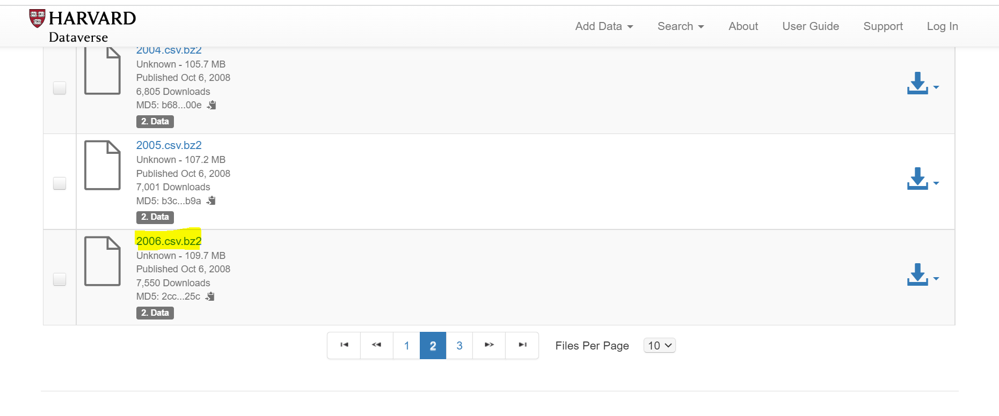 HARVARD
Dataverse
Add Data
Search
About
User Guide
Support
Log In
2004.csv.bz2
Unknown - 105.7 MB
Published Oct 6, 2008
6,805 Downloads
MD5: b68...00e
2. Data
2005.csv.bz2
Unknown - 107.2 MB
Published Oct 6, 2008
7,001 Downloads
MD5: b3c...b9a
2. Data
2006.csv.bz2
Unknown - 109.7 MB
Published Oct 6, 2008
7,550 Downloads
MD5: 2cc...25c
2. Data
1 2 3 Files Per Page 10